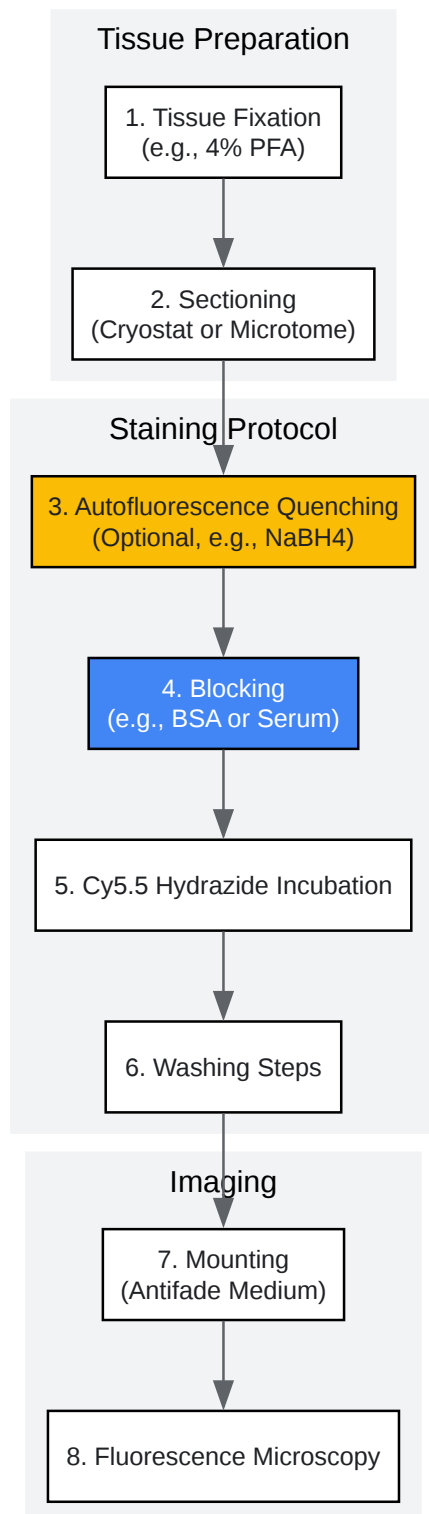 Tissue Preparation
1. Tissue Fixation
(e.g., 4% PFA)
2. Sectioning
(Cryostat or Microtome)
Staining Protocol
3. Autofluorescence Quenching
(Optional, e.g., NaBH4)
4. Blocking
(e.g., BSA or Serum)
5. Cy5.5 Hydrazide Incubation
6. Washing Steps
Imaging
7. Mounting
(Antifade Medium)
8. Fluorescence Microscopy